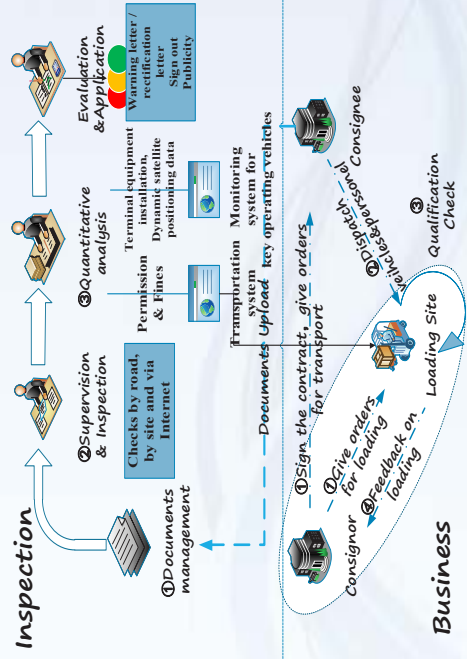 Inspection
①Documents
management
②Supervision
& Inspection
Checks by road,
by site and via
Internet
③Quantitative
analysis
Permission
& Fines
Terminal equipment
installation,
Dynamic satellite
positioning data
Evaluation
&Application
Warning letter /
rectification
letter
Sign out
Publicity
Transportation
system
Monitoring
system for
key operating vehicles
Documents Upload
①Sign the contract, give orders
for transport
Consignor
①Give orders
for loading
④Feedback on
loading
Consignee
②Dispatch
veihcles&perssonel
Loading Site
③
Qualification
Check
Business